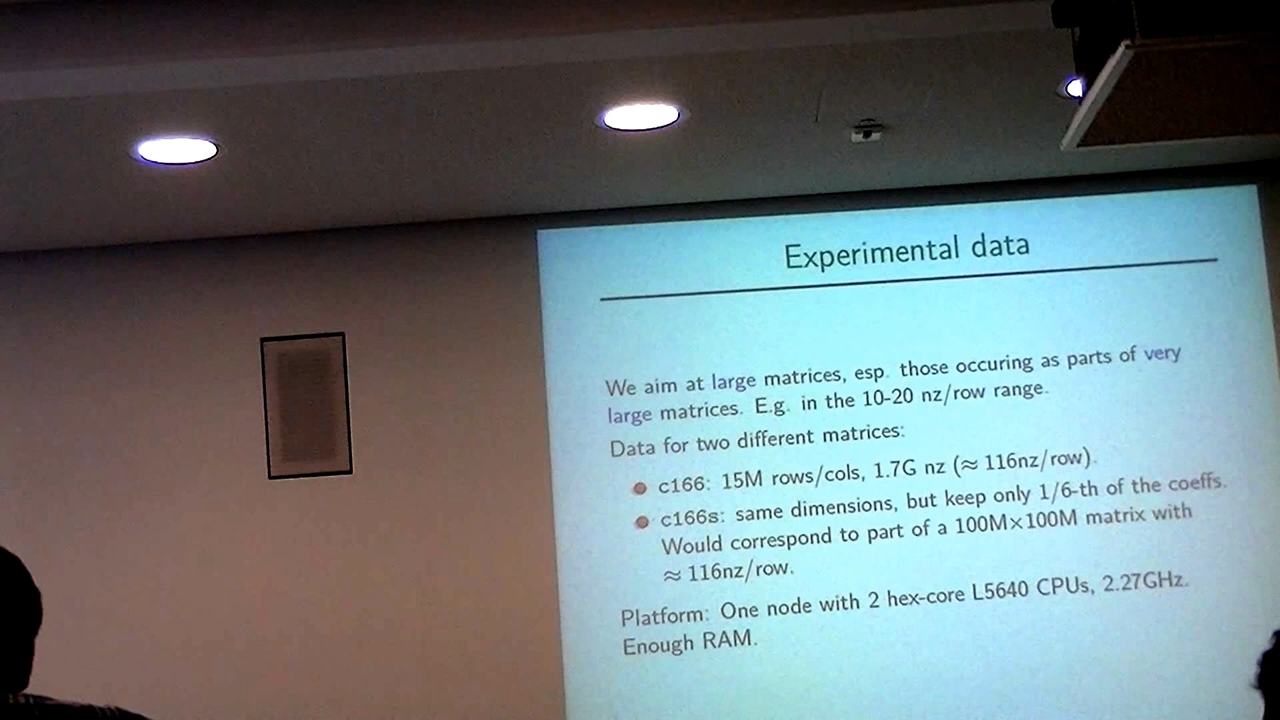 Experimental data
We aim at large matrices, esp. those occuring as parts of very
large matrices. E.g. in the 10-20 nz/row range.
Data for two different matrices:
c166: 15M rows/cols, 1.7G nz (≈ 116nz/row).
c166s: same dimensions, but keep only 1/6-th of the coeffs.
Would correspond to part of a 100M×100M matrix with
≈ 116nz/row.
Platform: One node with 2 hex-core L5640 CPUs, 2.27GHz.
Enough RAM.